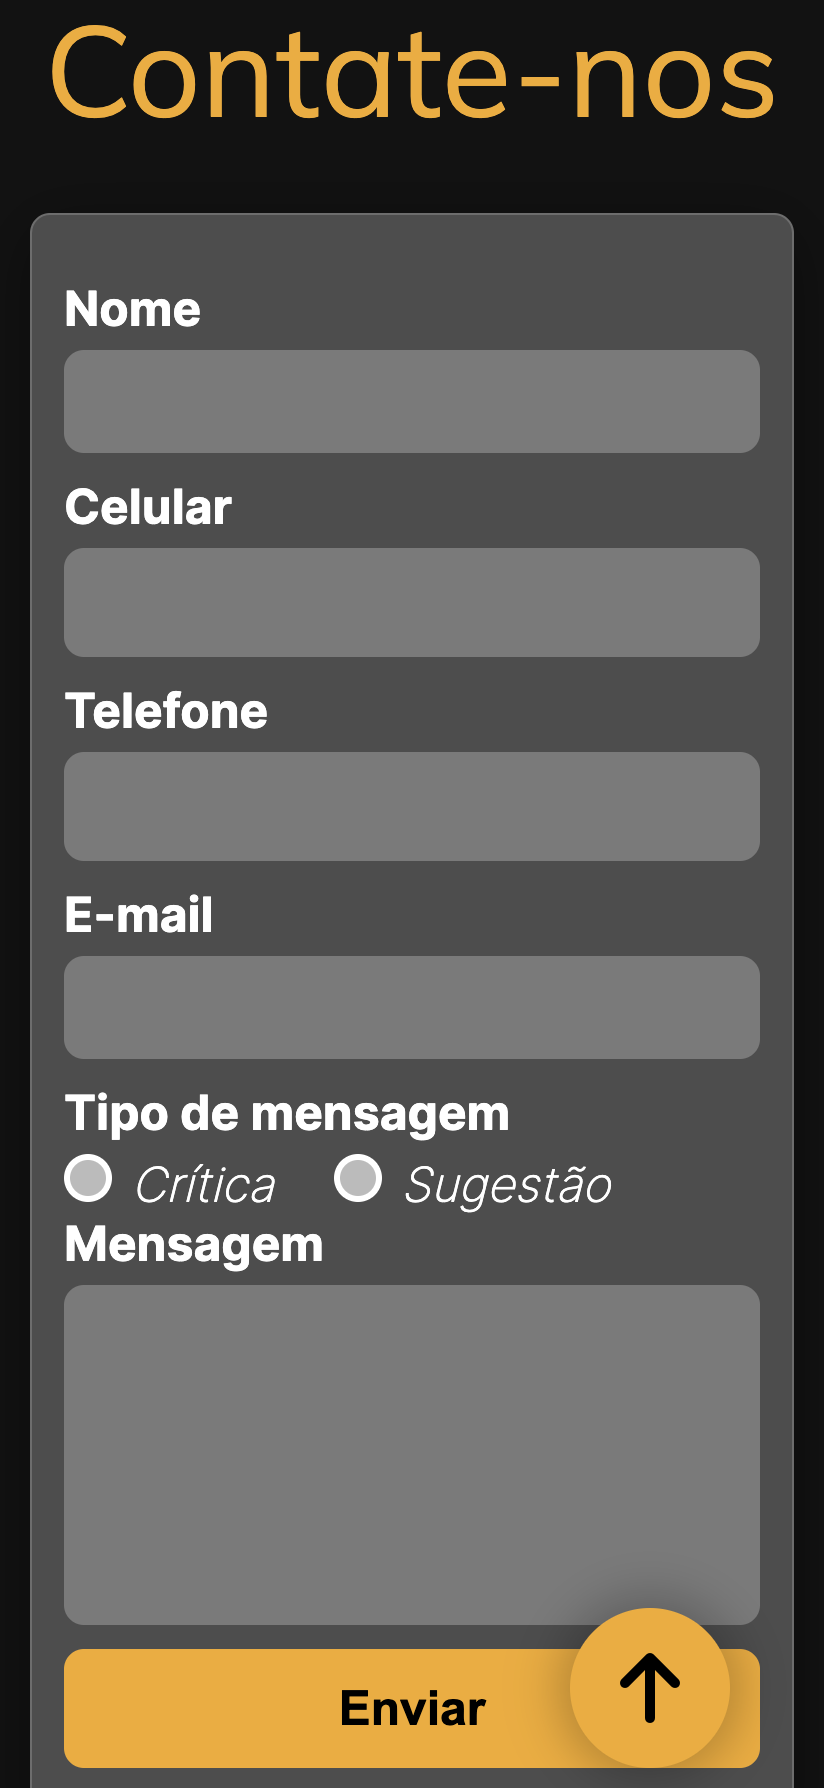 Contate-nos
Nome
Celular
Telefone
E-mail
Tipo de mensagem
Crítica Sugestão
Mensagem
Enviar